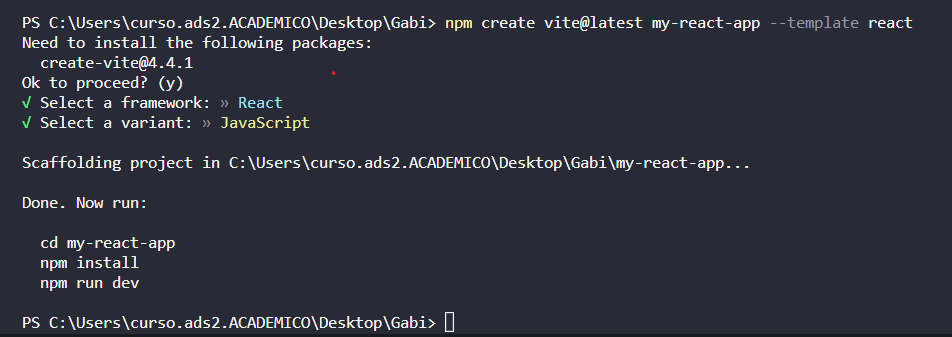 PS C:\Users\curso.ads2.ACADEMICO\Desktop\Gabi> npm create vite@latest my-react-app --template react
Need to install the following packages:
  create-vite@4.4.1
Ok to proceed? (y)
√ Select a framework: » React
√ Select a variant: » JavaScript

Scaffolding project in C:\Users\curso.ads2.ACADEMICO\Desktop\Gabi\my-react-app...

Done. Now run:

  cd my-react-app
  npm install
  npm run dev

PS C:\Users\curso.ads2.ACADEMICO\Desktop\Gabi>